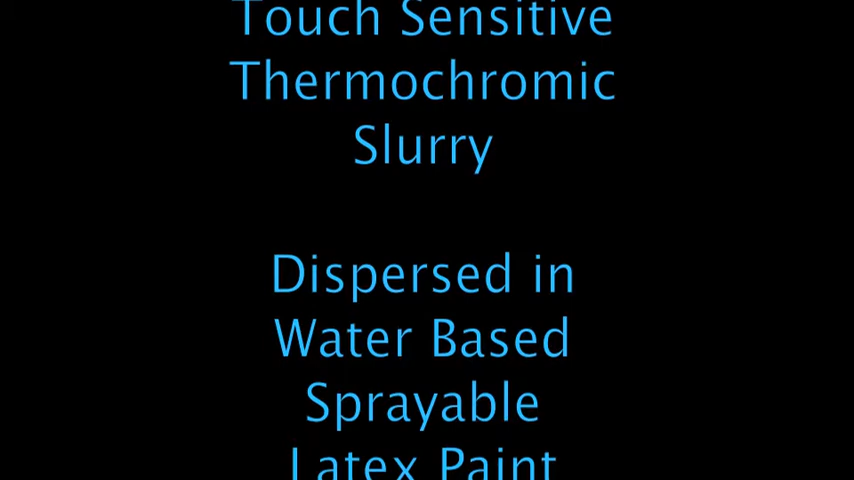 Touch Sensitive
Thermochromic
Slurry
Dispersed in
Water Based
Sprayable
Latex Paint